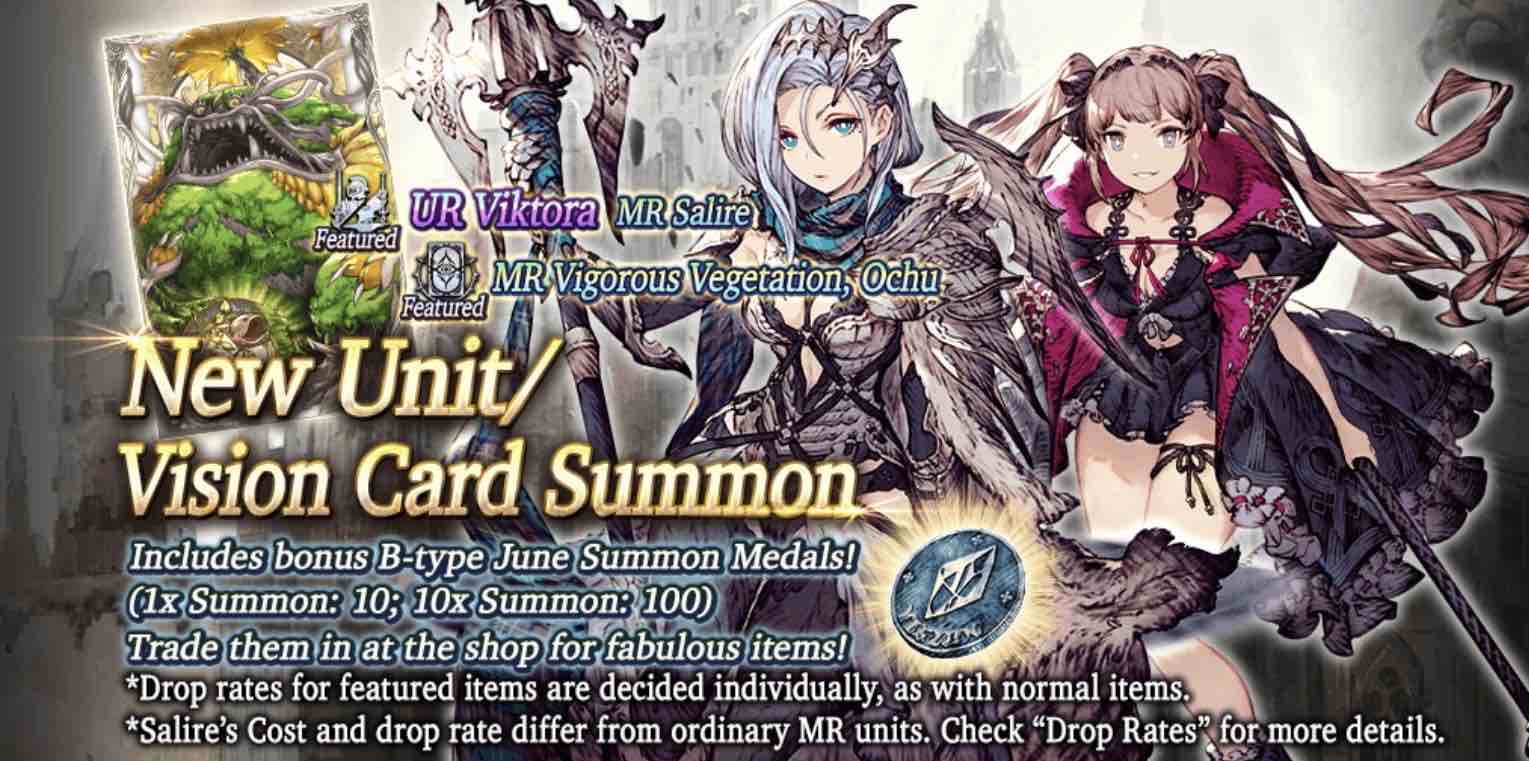 UR Viktora MR Salire
Featured
MR Vigorous Vegetation, Ochu
Featured
New Unit/
Vision Card Summon
Includes bonus B-type June Summon Medals!
(1x Summon: 10; 10x Summon: 100)
Trade them in at the shop for fabulous items!
*Drop rates for featured items are decided individually, as with normal items.
*Salire's Cost and drop rate differ from ordinary MR units. Check “Drop Rates” for more details.